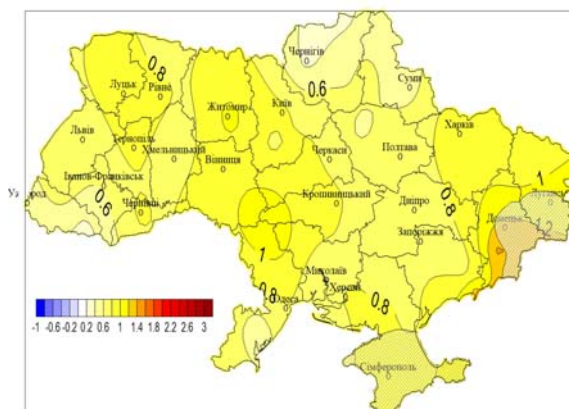 Чернігів
Суми
0.6
0.8
Луцьк
Рівне
Житомир
Київ
Львів
Тернопіль
Хмельницький
Вінниця
Черкаси
Полтава
Харків
1
Івано-Франківськ
Ужгород
0.6
Чернівці
Кропивницький
Дніпро
0.8
Луганськ
Донецьк
1.2
Запоріжжя
1
Миколаїв
0.8
Одеса
Херсон
0.8
Сімферополь
-1 -0.6 -0.2 0.2 0.6 1 1.4 1.8 2.2 2.6 3